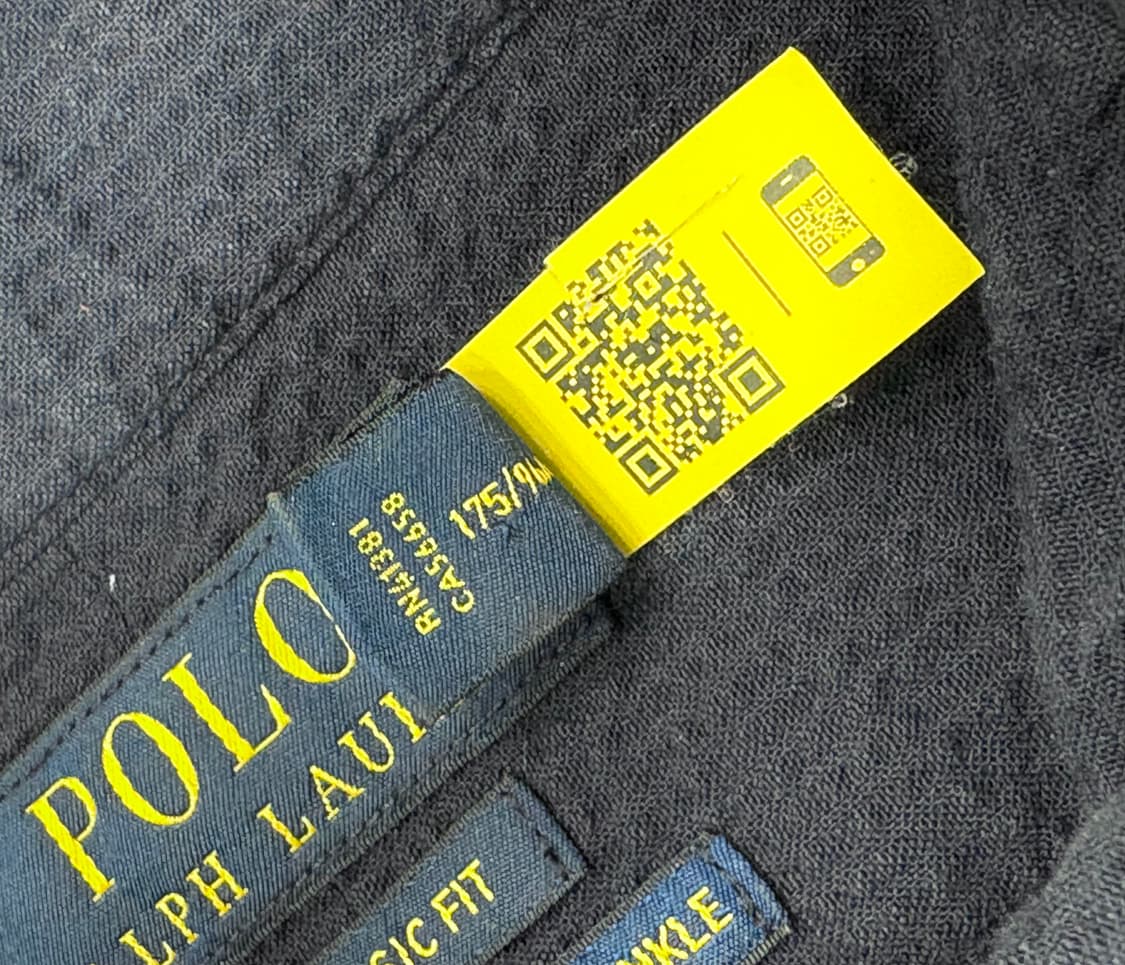 POLO
LPH LAU
RN41381
CA56658
175/9
SIC FIT
NKLE